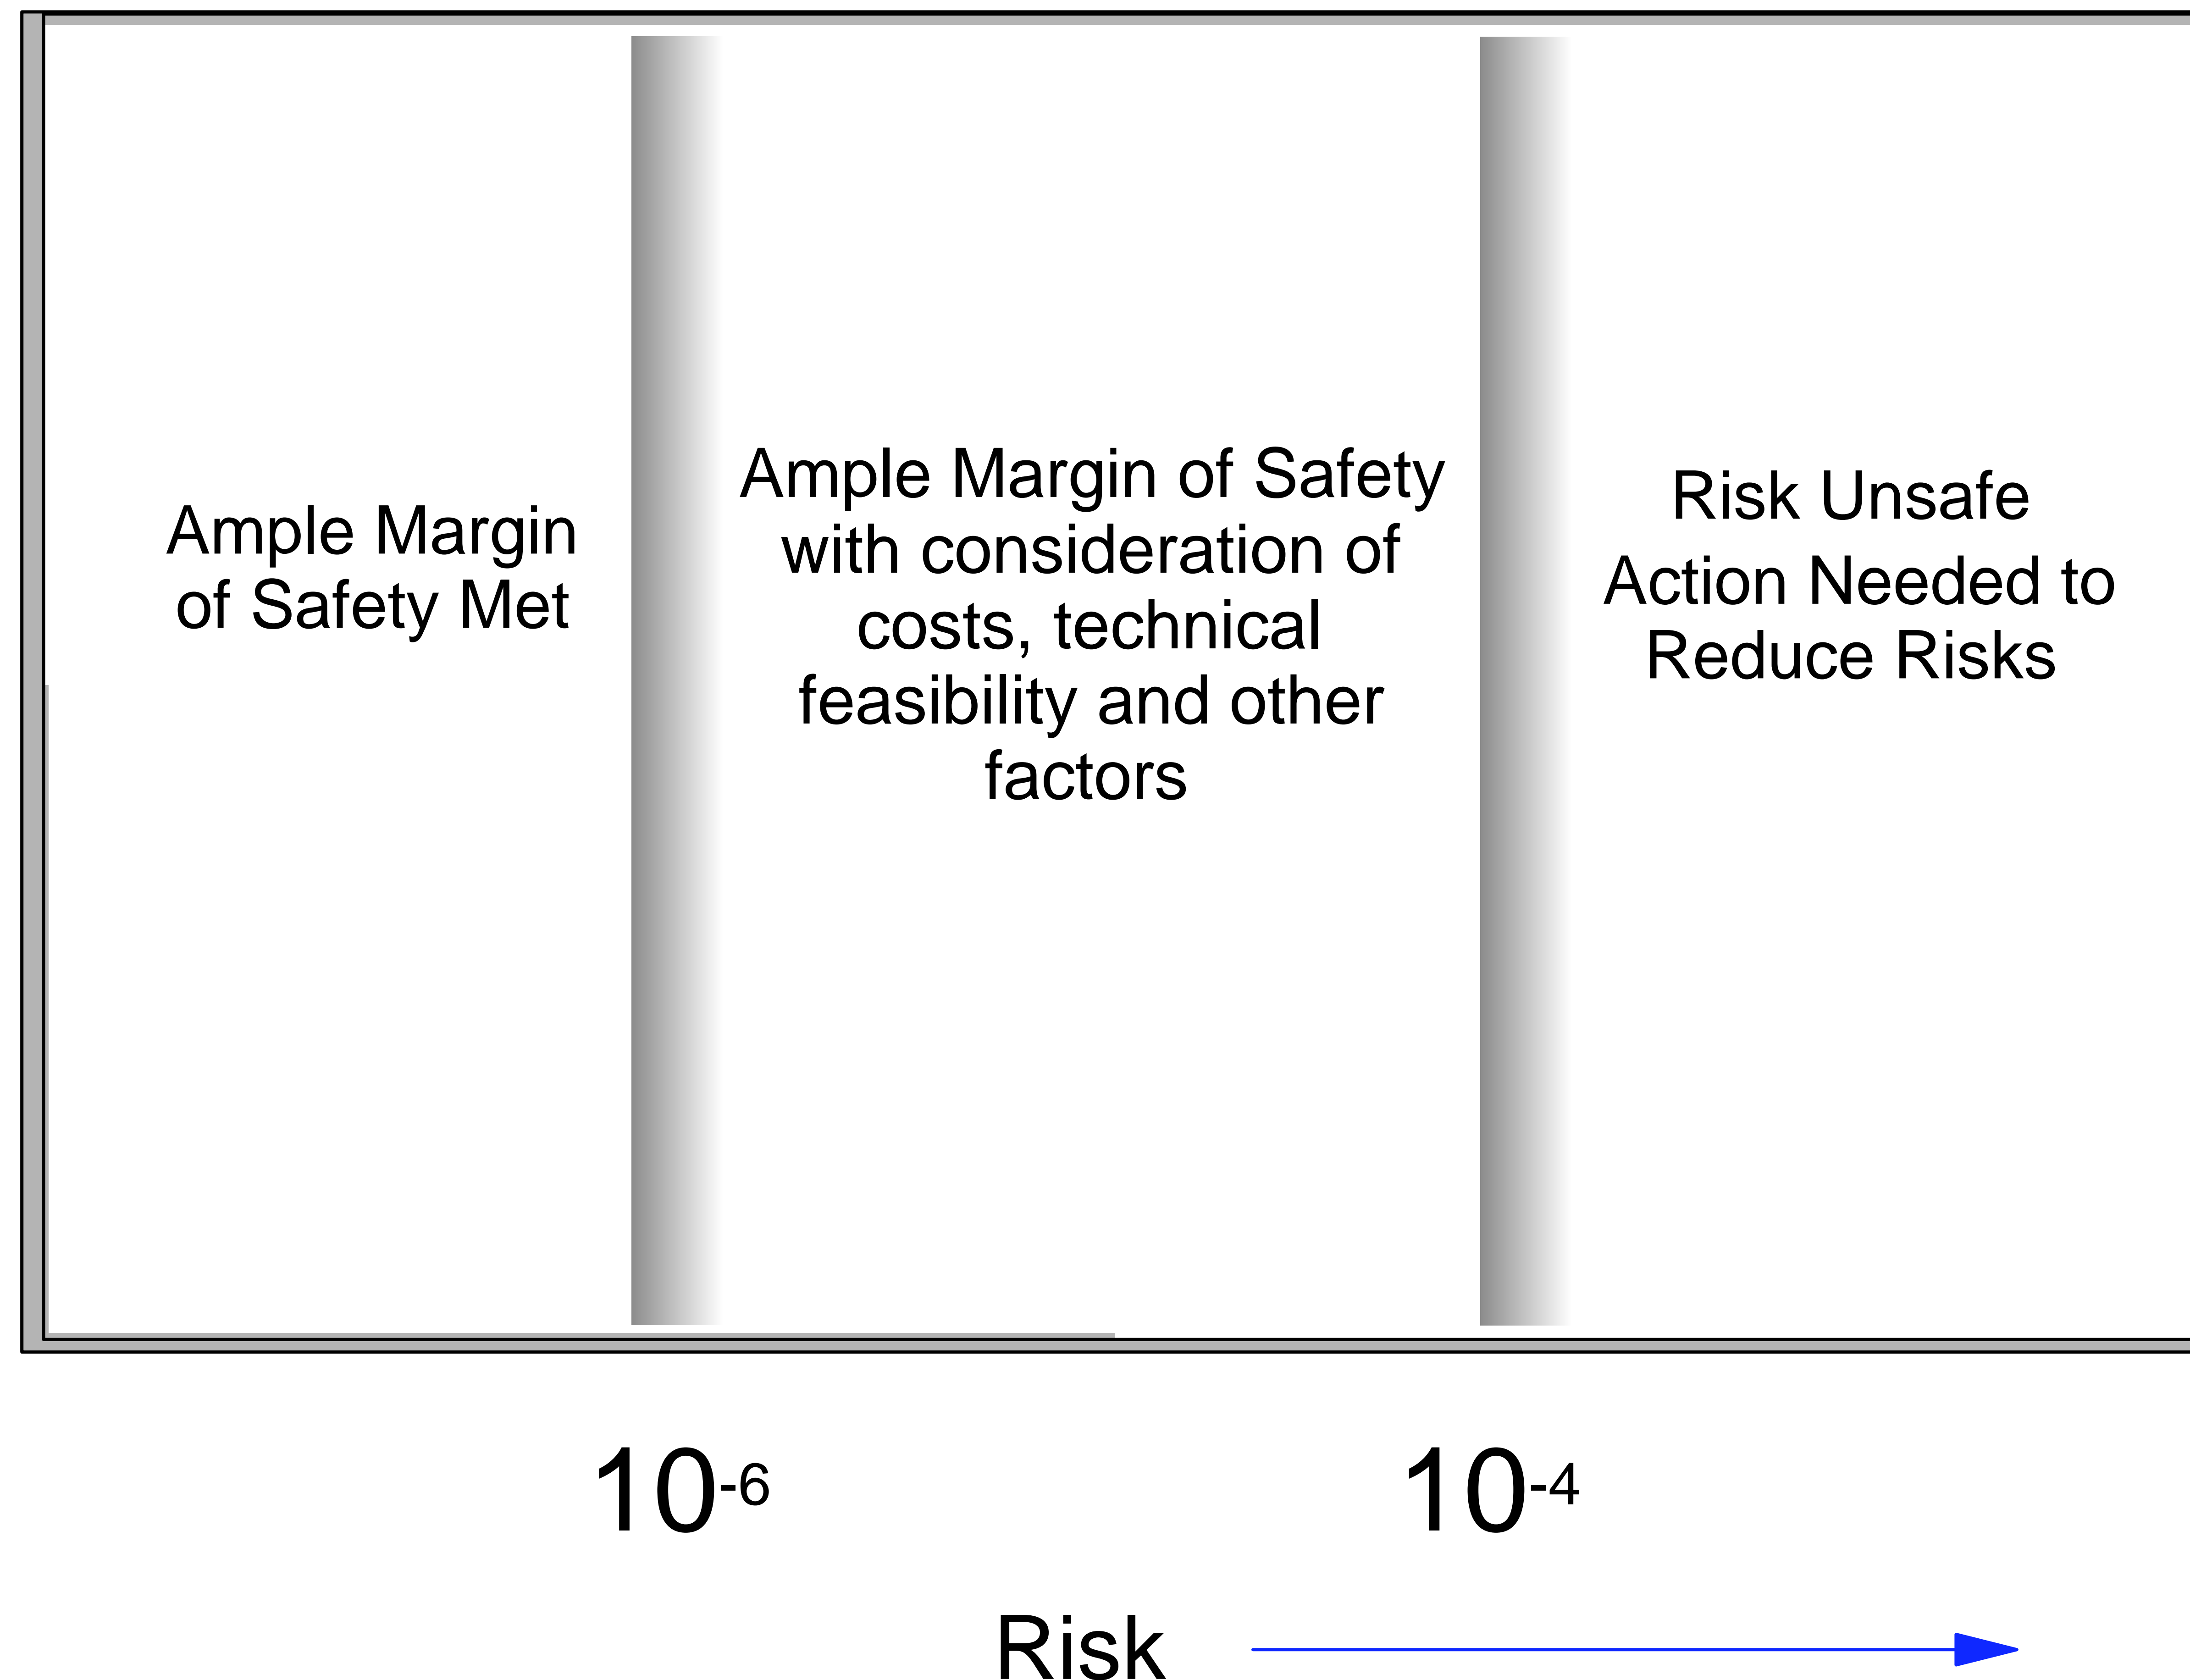 Ample Margin
of Safety Met
Ample Margin of Safety
with consideration of
costs, technical
feasibility and other
factors
Risk Unsafe
Action Needed to
Reduce Risks
10-6
10-4
Risk